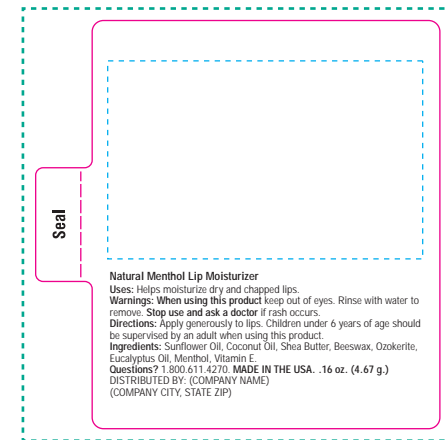 Seal
Natural Menthol Lip Moisturizer
Uses: Helps moisturize dry and chapped lips.
Warnings: When using this product keep out of eyes. Rinse with water to
remove. Stop use and ask a doctor if rash occurs.
Directions: Apply generously to lips. Children under 6 years of age should
be supervised by an adult when using this product.
Ingredients: Sunflower Oil, Coconut Oil, Shea Butter, Beeswax, Ozokerite,
Eucalyptus Oil, Menthol, Vitamin E.
Questions? 1.800.611.4270. MADE IN THE USA. .16 oz. (4.67 g.)
DISTRIBUTED BY: (COMPANY NAME)
(COMPANY CITY, STATE ZIP)